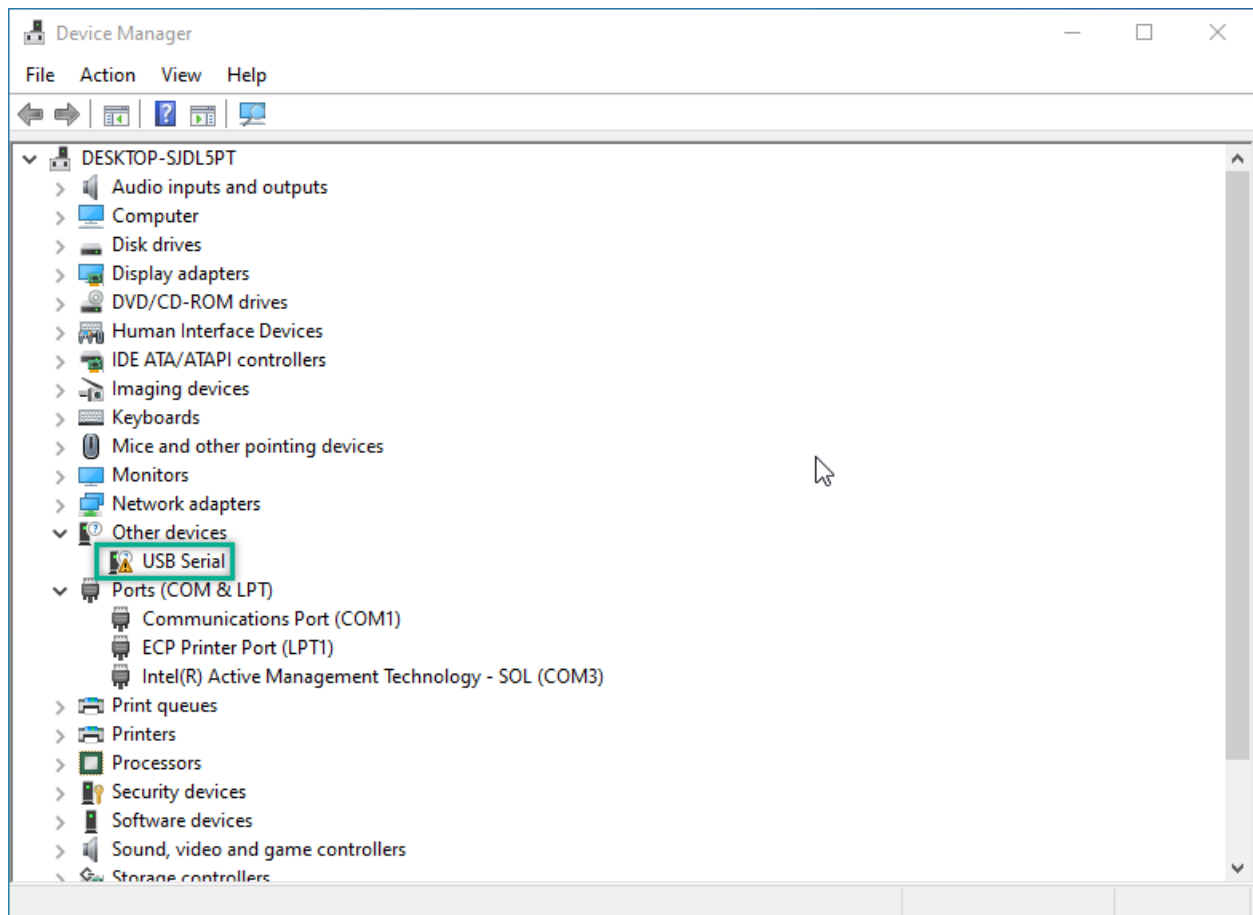 Device Manager
File Action View Help
DESKTOP-SJDL5PT
Audio inputs and outputs
Computer
Disk drives
Display adapters
DVD/CD-ROM drives
Human Interface Devices
IDE ATA/ATAPI controllers
Imaging devices
Keyboards
Mice and other pointing devices
Monitors
Network adapters
Other devices
USB Serial
Ports (COM & LPT)
Communications Port (COM1)
ECP Printer Port (LPT1)
Intel(R) Active Management Technology - SOL (COM3)
Print queues
Printers
Processors
Security devices
Software devices
Sound, video and game controllers
Storage controllers